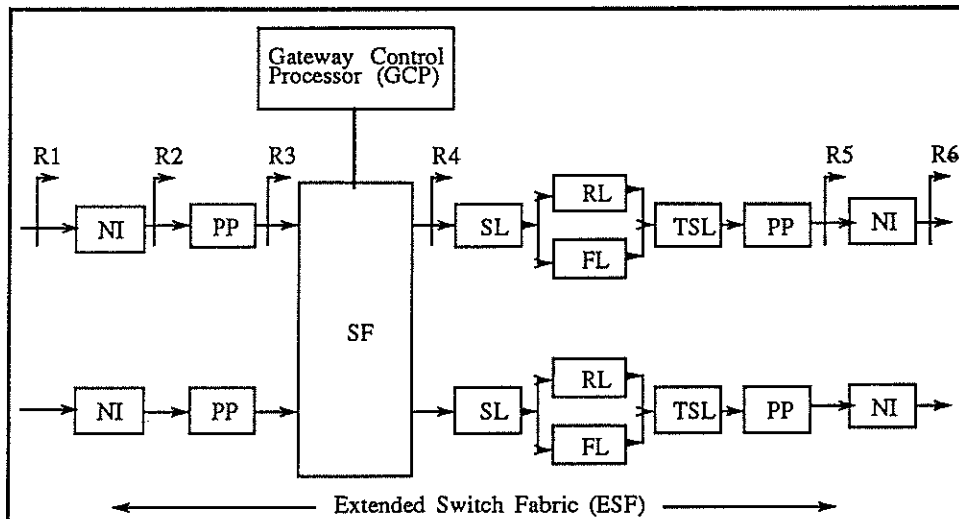 Gateway Control
Processor (GCP)
R1 R2 R3 R4 R5 R6
NI PP SL RL TSL PP NI
FL
SF
NI PP SL RL TSL PP NI
FL
Extended Switch Fabric (ESF)